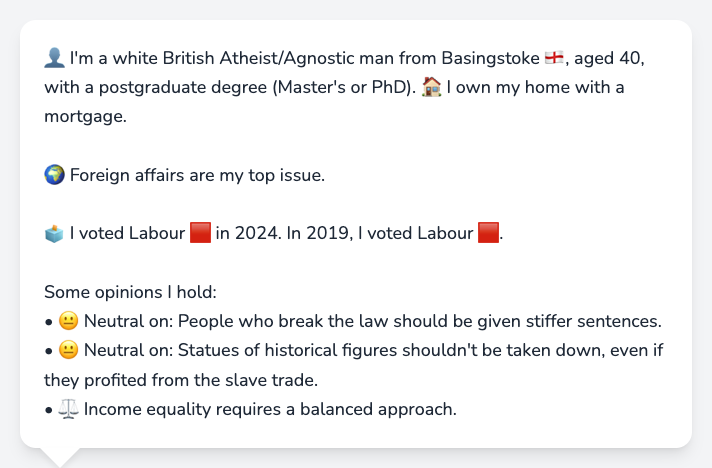 👤 I'm a white British Atheist/Agnostic man from Basingstoke 🏴󠁧󠁢󠁥󠁮󠁧󠁿, aged 40,
with a postgraduate degree (Master's or PhD). 🏠 I own my home with a
mortgage.
🌍 Foreign affairs are my top issue.
🗳️ I voted Labour 🟥 in 2024. In 2019, I voted Labour 🟥.
Some opinions I hold:
• 😐 Neutral on: People who break the law should be given stiffer sentences.
• 😐 Neutral on: Statues of historical figures shouldn't be taken down, even if
they profited from the slave trade.
• ⚖️ Income equality requires a balanced approach.